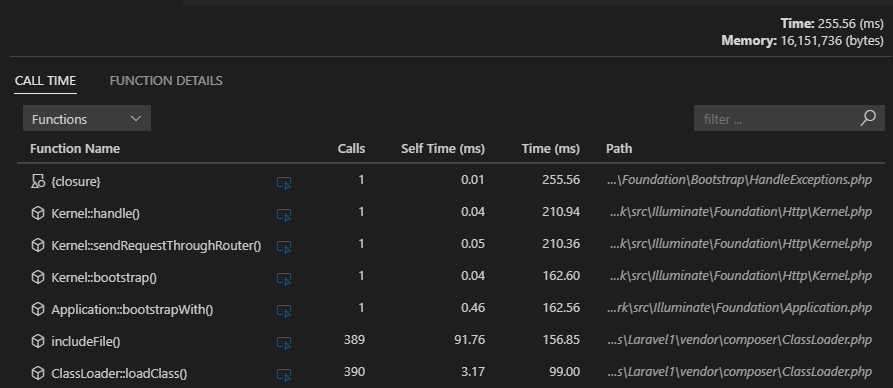 Time: 255.56 (ms)
Memory: 16,151,736 (bytes)
CALL TIME FUNCTION DETAILS
Functions filter ...
Function Name Calls Self Time (ms) Time (ms) Path
{closure} 1 0.01 255.56 ...\Foundation\Bootstrap\HandleExceptions.php
Kernel::handle() 1 0.04 210.94 ...k\src\Illuminate\Foundation\Http\Kernel.php
Kernel::sendRequestThroughRouter() 1 0.05 210.36 ...k\src\Illuminate\Foundation\Http\Kernel.php
Kernel::bootstrap() 1 0.04 162.60 ...k\src\Illuminate\Foundation\Http\Kernel.php
Application::bootstrapWith() 1 0.46 162.56 ...rk\src\Illuminate\Foundation\Application.php
includeFile() 389 91.76 156.85 ...s\Laravel1\vendor\composer\ClassLoader.php
ClassLoader::loadClass() 390 3.17 99.00 ...s\Laravel1\vendor\composer\ClassLoader.php